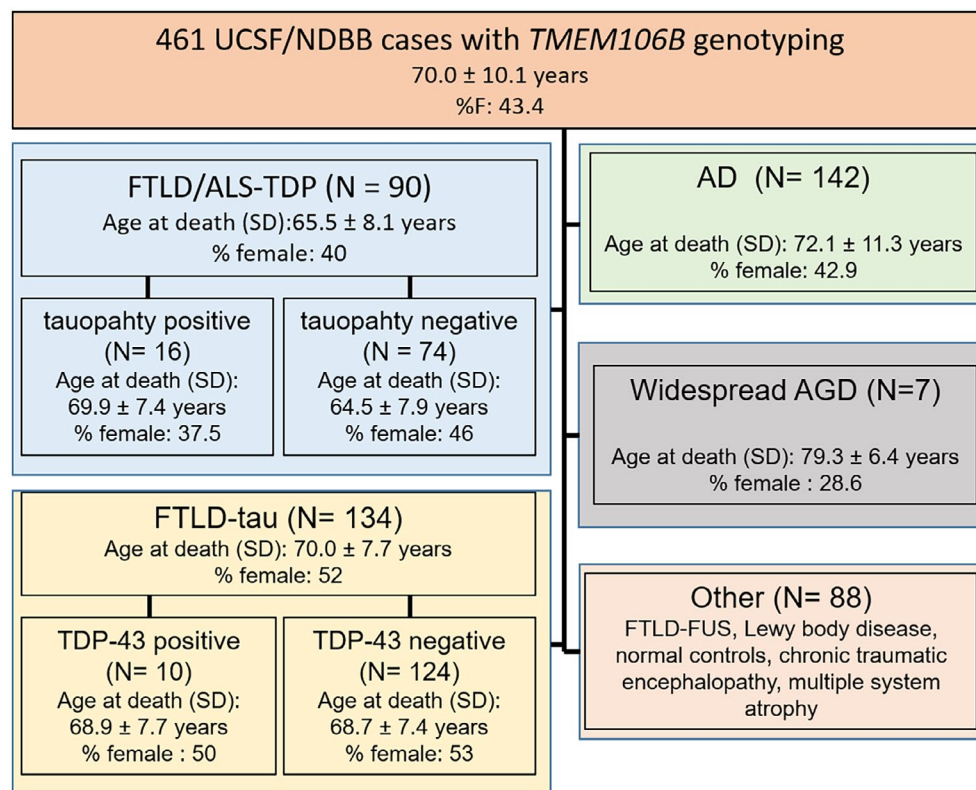 461 UCSF/NDBB cases with TMEM106B genotyping
70.0 ± 10.1 years
%F: 43.4
FTLD/ALS-TDP (N = 90)
Age at death (SD):65.5 ± 8.1 years
% female: 40
tauopahty positive
(N= 16)
Age at death (SD):
69.9 ± 7.4 years
% female: 37.5
tauopahty negative
(N = 74)
Age at death (SD):
64.5 ± 7.9 years
% female: 46
FTLD-tau (N= 134)
Age at death (SD): 70.0 ± 7.7 years
% female: 52
TDP-43 positive
(N= 10)
Age at death (SD):
68.9 ± 7.7 years
% female : 50
TDP-43 negative
(N= 124)
Age at death (SD):
68.7 ± 7.4 years
% female: 53
AD (N= 142)
Age at death (SD): 72.1 ± 11.3 years
% female: 42.9
Widespread AGD (N=7)
Age at death (SD): 79.3 ± 6.4 years
% female : 28.6
Other (N= 88)
FTLD-FUS, Lewy body disease,
normal controls, chronic traumatic
encephalopathy, multiple system
atrophy